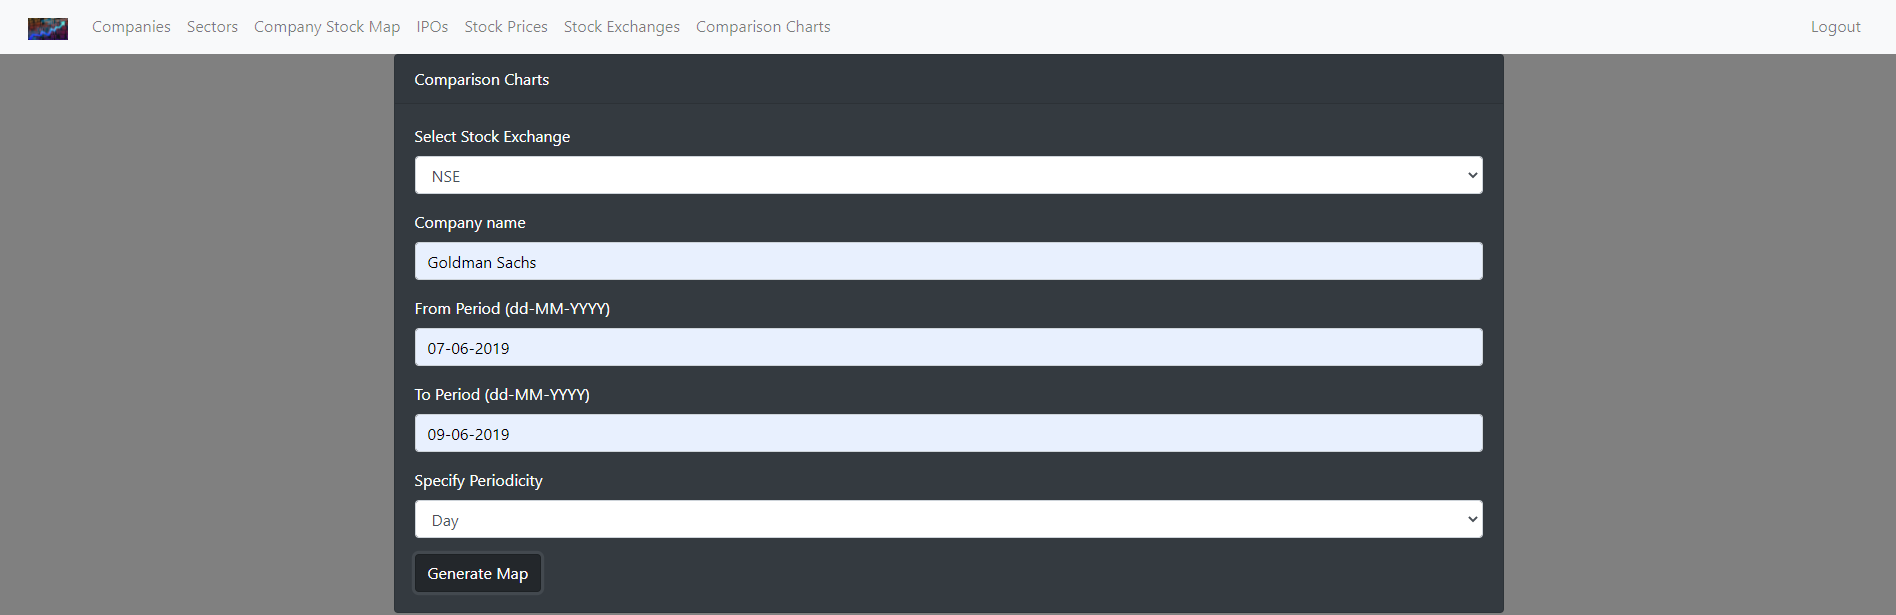 Companies Sectors Company Stock Map IPOs Stock Prices Stock Exchanges Comparison Charts Logout
Comparison Charts
Select Stock Exchange
NSE
Company name
Goldman Sachs
From Period (dd-MM-YYYY)
07-06-2019
To Period (dd-MM-YYYY)
09-06-2019
Specify Periodicity
Day
Generate Map